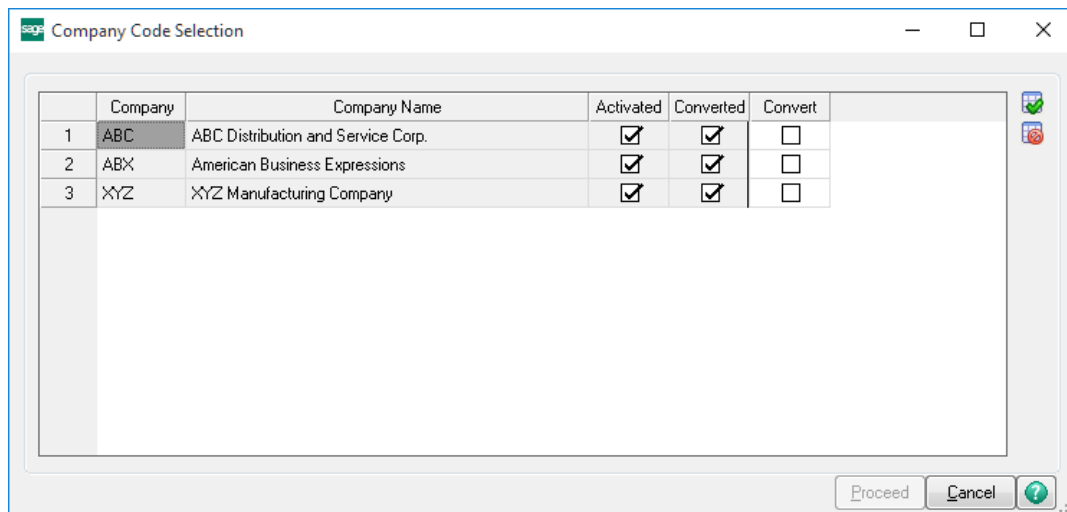 sage Company Code Selection
Company Company Name Activated Converted Convert
1 ABC ABC Distribution and Service Corp.
2 ABX American Business Expressions
3 XYZ XYZ Manufacturing Company
Proceed Cancel ?